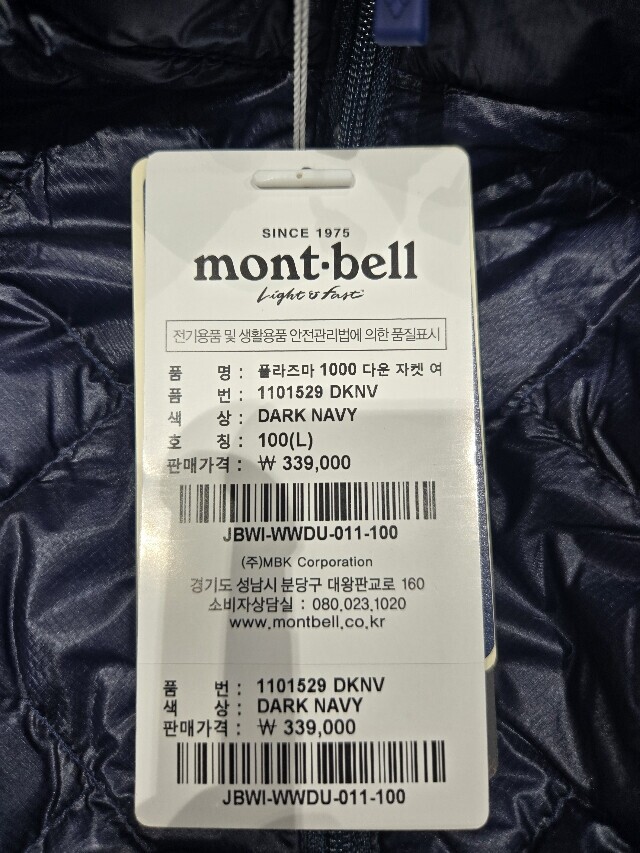 SINCE 1975
mont·bell
Light & Fast
전기용품 및 생활용품 안전관리법에 의한 품질표시
품 명 : 플라즈마 1000 다운 자켓 여
품 번 : 1101529 DKNV
색 상 : DARK NAVY
호 칭 : 100(L)
판매가격 : ₩ 339,000
JBWI-WWDU-011-100
(주)MBK Corporation
경기도 성남시 분당구 대왕판교로 160
소비자상담실 : 080.023.1020
www.montbell.co.kr
품 번 : 1101529 DKNV
색 상 : DARK NAVY
판매가격 : ₩ 339,000
JBWI-WWDU-011-100